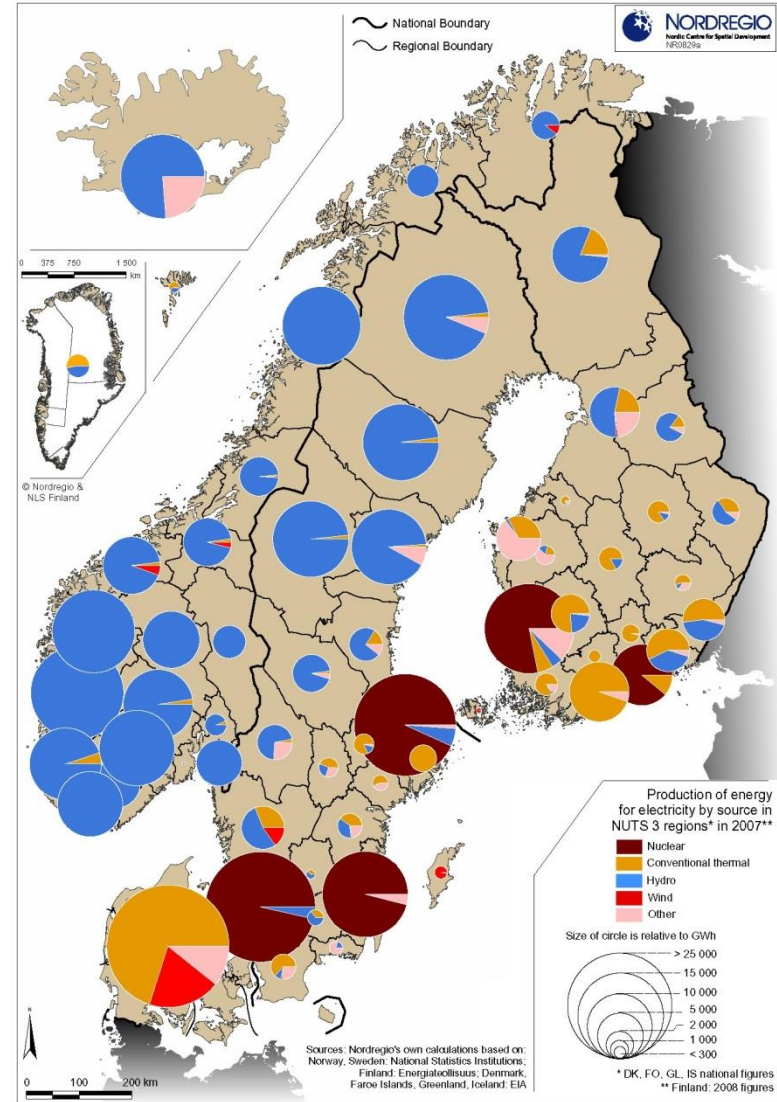 National Boundary
Regional Boundary
NORDREGIO
Nordic Centre for Spatial Development
NR0829a
0 375 750 1 500
km
© Nordregio &
NLS Finland
Production of energy
for electricity by source in
NUTS 3 regions* in 2007**
Nuclear
Conventional thermal
Hydro
Wind
Other
Size of circle is relative to GWh
> 25 000
15 000
10 000
5 000
2 000
1 000
< 300
N
Sources: Nordregio's own calculations based on:
Norway, Sweden: National Statistics Institutions;
Finland: Energiateollisuus; Denmark,
Faroe Islands, Greenland, Iceland: EIA
0 100 200 km
* DK, FO, GL, IS national figures
** Finland: 2008 figures